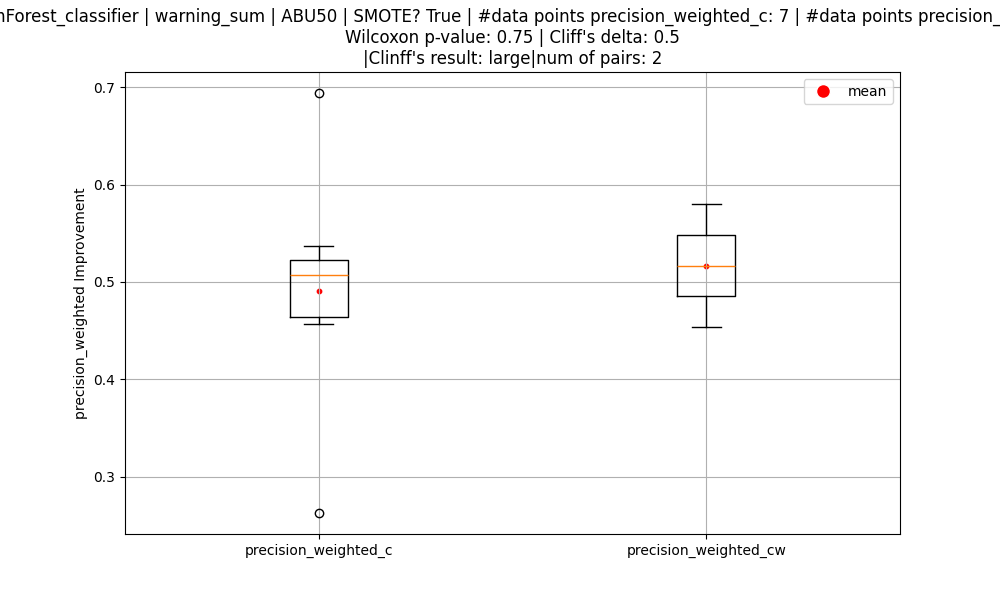 nForest_classifier | warning_sum | ABU50 | SMOTE? True | #data points precision_weighted_c: 7 | #data points precision_
Wilcoxon p-value: 0.75 | Cliff's delta: 0.5
|Clinff's result: large|num of pairs: 2
mean
0.7
0.6
0.5
0.4
0.3
precision_weighted Improvement
precision_weighted_c
precision_weighted_cw